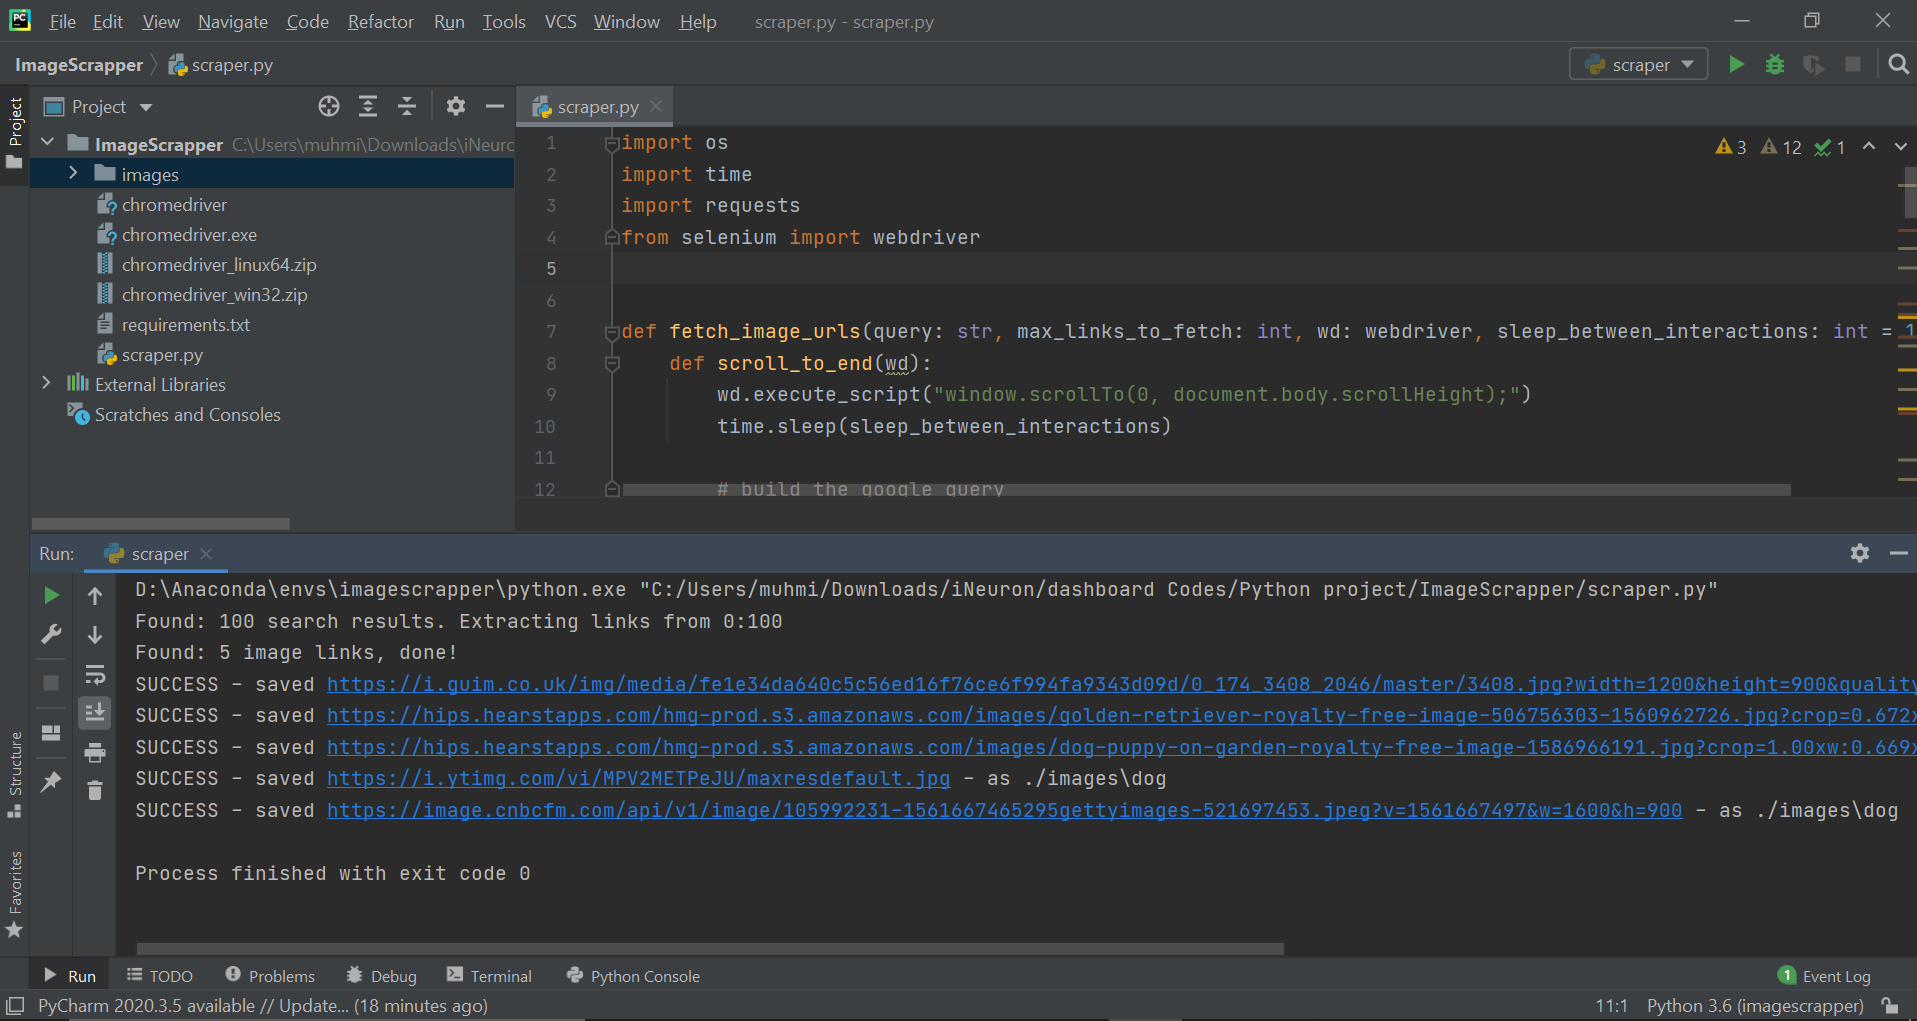 PC File Edit View Navigate Code Refactor Run Tools VCS Window Help scraper.py - scraper.py
ImageScrapper scraper.py scraper
Project
Project
ImageScrapper C:\Users\muhmi\Downloads\iNeurc
images
chromedriver
chromedriver.exe
chromedriver_linux64.zip
chromedriver_win32.zip
requirements.txt
scraper.py
External Libraries
Scratches and Consoles
scraper.py
3 12 1
1 import os
2 import time
3 import requests
4 from selenium import webdriver
5
6
7 def fetch_image_urls(query: str, max_links_to_fetch: int, wd: webdriver, sleep_between_interactions: int = 1
8 def scroll_to_end(wd):
9 wd.execute_script("window.scrollTo(0, document.body.scrollHeight);")
10 time.sleep(sleep_between_interactions)
11
12 # build the google query
Run: scraper
D:\Anaconda\envs\imagescrapper\python.exe "C:/Users/muhmi/Downloads/iNeuron/dashboard Codes/Python project/ImageScrapper/scraper.py"
Found: 100 search results. Extracting links from 0:100
Found: 5 image links, done!
SUCCESS - saved https://i.guim.co.uk/img/media/fe1e34da640c5c56ed16f76ce6f994fa9343d09d/0_174_3408_2046/master/3408.jpg?width=1200&height=900&quality
SUCCESS - saved https://hips.hearstapps.com/hmg-prod.s3.amazonaws.com/images/golden-retriever-royalty-free-image-506756303-1560962726.jpg?crop=0.672x
SUCCESS - saved https://hips.hearstapps.com/hmg-prod.s3.amazonaws.com/images/dog-puppy-on-garden-royalty-free-image-1586966191.jpg?crop=1.00xw:0.669x
SUCCESS - saved https://i.ytimg.com/vi/MPV2METPeJU/maxresdefault.jpg - as ./images\dog
SUCCESS - saved https://image.cnbcfm.com/api/v1/image/105992231-1561667465295gettyimages-521697453.jpeg?v=1561667497&w=1600&h=900 - as ./images\dog
Process finished with exit code 0
Structure
Favorites
Run TODO Problems Debug Terminal Python Console 1 Event Log
PyCharm 2020.3.5 available // Update... (18 minutes ago) 11:1 Python 3.6 (imagescrapper)